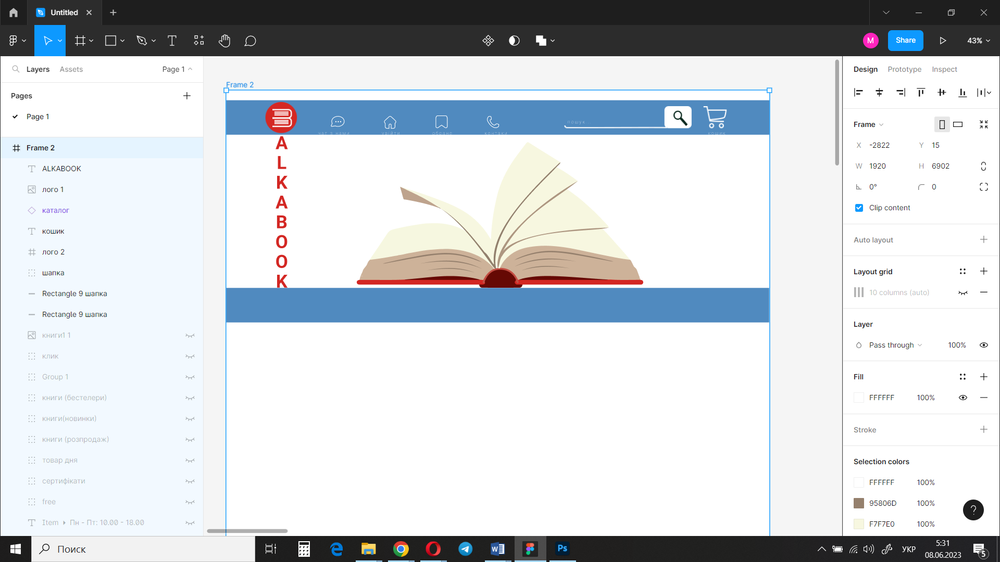 Untitled
Share
43%
M
Layers
Assets
Page 1
Pages
Page 1
Frame 2
ALKABOOK
лого 1
каталог
кошик
лого 2
шапка
Rectangle 9 шапка
Rectangle 9 шапка
книги1 1
клик
Group 1
книги (бестелери)
книги(новинки)
книги (розпродаж)
товар дня
сертифікати
free
Item Пн - Пт: 10.00 - 18.00
Frame 2
чат з нами
увійти
обране
контаки
пошук...
кошик
A
L
K
A
B
O
O
K
Design
Prototype
Inspect
Frame
X -2822
Y 15
W 1920
H 6902
0°
0
Clip content
Auto layout
Layout grid
10 columns (auto)
Layer
Pass through
100%
Fill
FFFFFF
100%
Stroke
Selection colors
FFFFFF
100%
95806D
100%
F7F7E0
100%
?
Поиск
W
Ps
УКР
5:31
08.06.2023
5